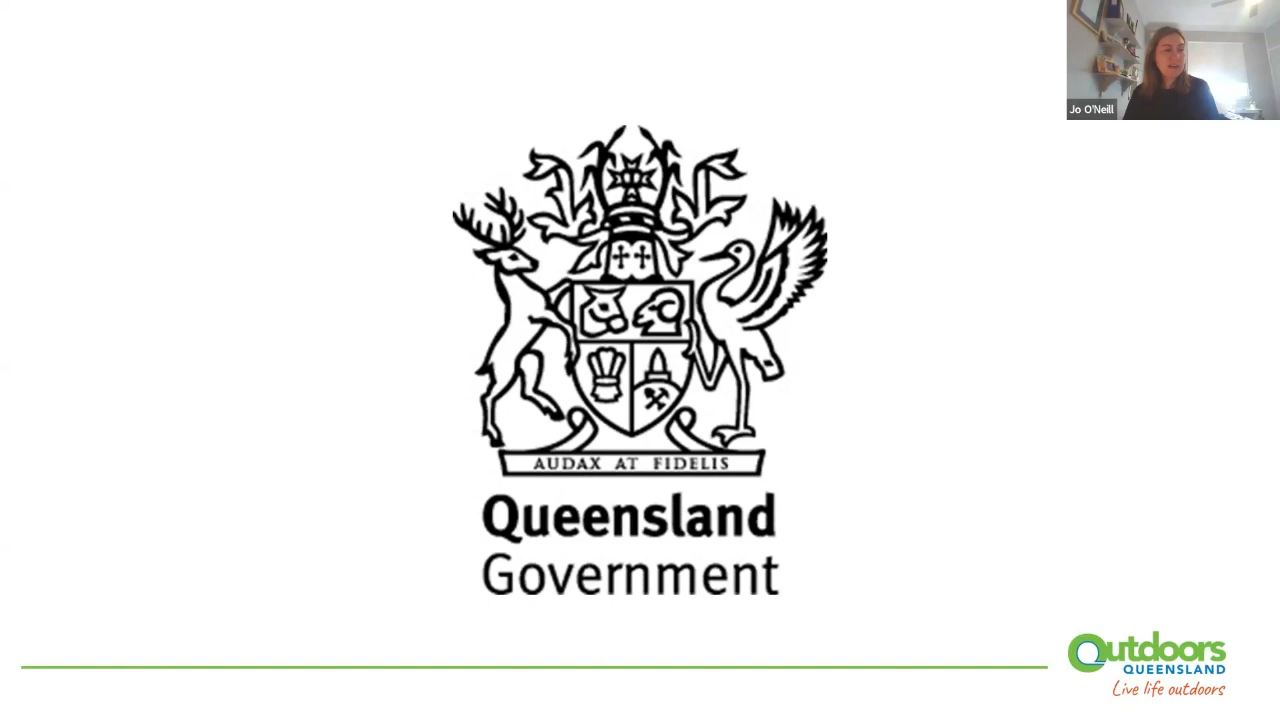 Jo O'Neill
AUDAX AT FIDELIS
Queensland
Government
Outdoors
QUEENSLAND
Live life outdoors